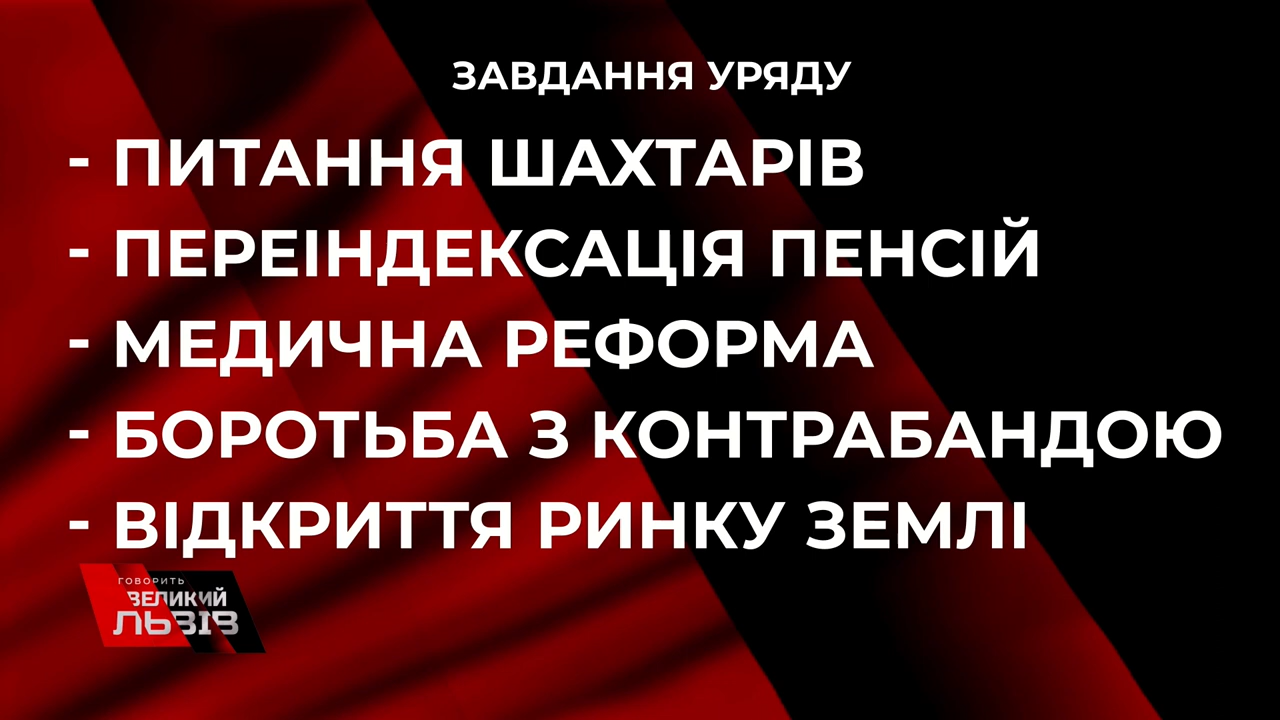 ЗАВДАННЯ УРЯДУ
- ПИТАННЯ ШАХТАРІВ
- ПЕРЕІНДЕКСАЦІЯ ПЕНСІЙ
- МЕДИЧНА РЕФОРМА
- БОРОТЬБА З КОНТРАБАНДОЮ
- ВІДКРИТТЯ РИНКУ ЗЕМЛІ
ГОВОРИТЬ
ВЕЛИКИЙ
ЛЬВІВ